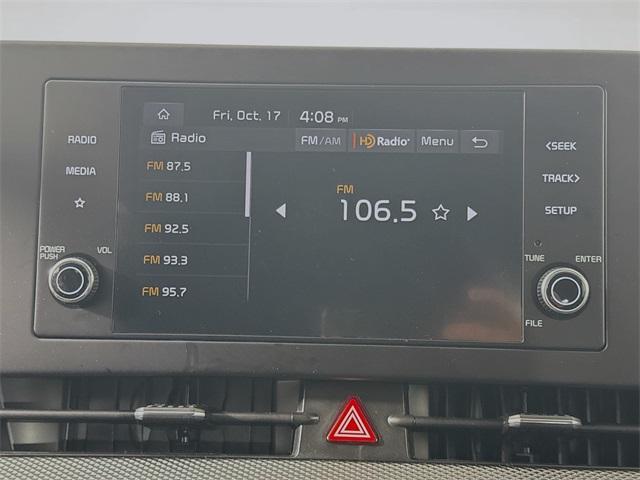 Fri, Oct. 17 4:08 PM
Radio FM/AM HD Radio Menu
RADIO
MEDIA
POWER PUSH
VOL
FM 87.5
FM 88.1
FM 92.5
FM 93.3
FM 95.7
FM
106.5
<SEEK
TRACK>
SETUP
TUNE ENTER
FILE